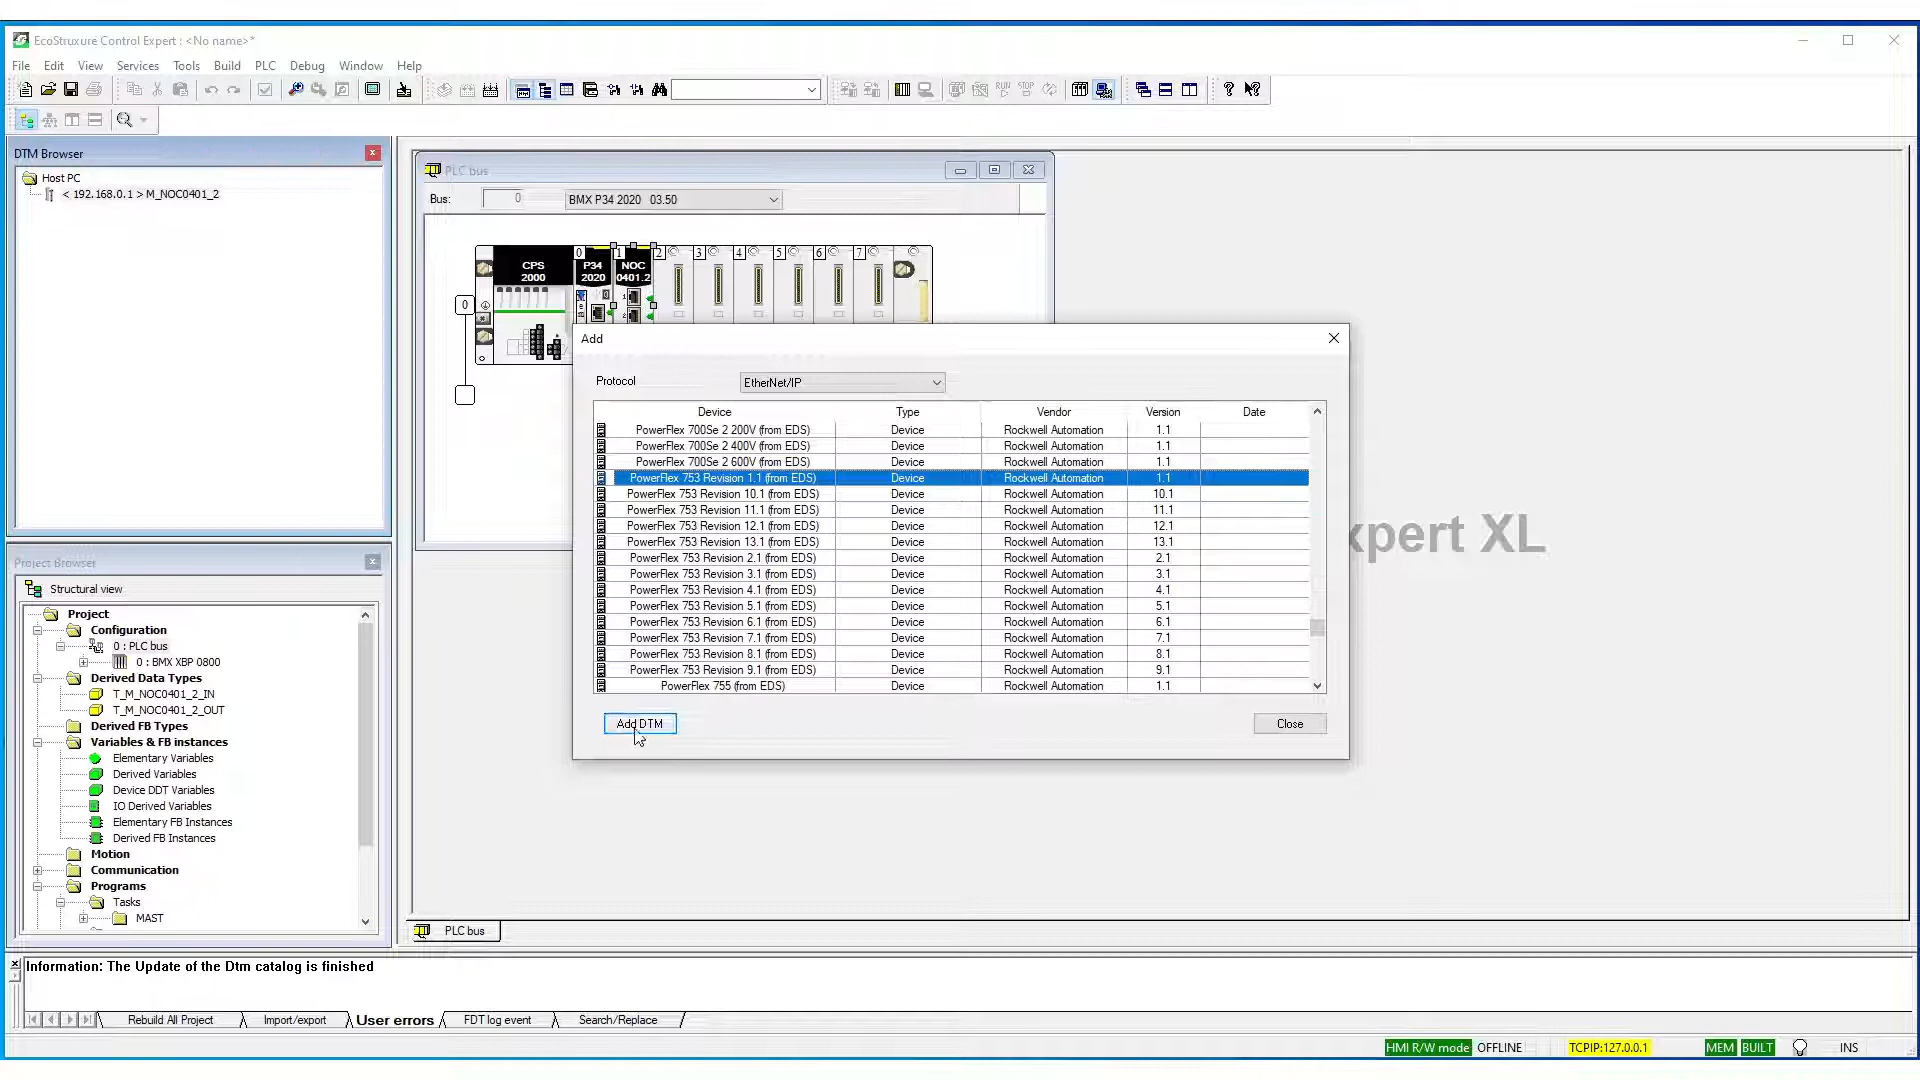 EcoStruxure Control Expert : <No name>*
File Edit View Services Tools Build PLC Debug Window Help
RUN STOP
DTM Browser
Host PC
< 192.168.0.1 > M_NOC0401_2
PLC bus
Bus: 0 BMX P34 2020 03.50
CPS 2000
0 P34 2020
1 NOC 0401.2
2 3 4 5 6 7
0
Add
Protocol EtherNet/IP
Device Type Vendor Version Date
PowerFlex 700Se 2 200V (from EDS) Device Rockwell Automation 1.1
PowerFlex 700Se 2 400V (from EDS) Device Rockwell Automation 1.1
PowerFlex 700Se 2 600V (from EDS) Device Rockwell Automation 1.1
PowerFlex 753 Revision 1.1 (from EDS) Device Rockwell Automation 1.1
PowerFlex 753 Revision 10.1 (from EDS) Device Rockwell Automation 10.1
PowerFlex 753 Revision 11.1 (from EDS) Device Rockwell Automation 11.1
PowerFlex 753 Revision 12.1 (from EDS) Device Rockwell Automation 12.1
PowerFlex 753 Revision 13.1 (from EDS) Device Rockwell Automation 13.1
PowerFlex 753 Revision 2.1 (from EDS) Device Rockwell Automation 2.1
PowerFlex 753 Revision 3.1 (from EDS) Device Rockwell Automation 3.1
PowerFlex 753 Revision 4.1 (from EDS) Device Rockwell Automation 4.1
PowerFlex 753 Revision 5.1 (from EDS) Device Rockwell Automation 5.1
PowerFlex 753 Revision 6.1 (from EDS) Device Rockwell Automation 6.1
PowerFlex 753 Revision 7.1 (from EDS) Device Rockwell Automation 7.1
PowerFlex 753 Revision 8.1 (from EDS) Device Rockwell Automation 8.1
PowerFlex 753 Revision 9.1 (from EDS) Device Rockwell Automation 9.1
PowerFlex 755 (from EDS) Device Rockwell Automation 1.1
Add DTM Close
xpert XL
Project Browser
Structural view
Project
Configuration
0 : PLC bus
0 : BMX XBP 0800
Derived Data Types
T_M_NOC0401_2_IN
T_M_NOC0401_2_OUT
Derived FB Types
Variables & FB instances
Elementary Variables
Derived Variables
Device DDT Variables
IO Derived Variables
Elementary FB Instances
Derived FB Instances
Motion
Communication
Programs
Tasks
MAST
PLC bus
Information: The Update of the Dtm catalog is finished
Rebuild All Project Import/export User errors FDT log event Search/Replace
HMI R/W mode OFFLINE TCPIP:127.0.0.1 MEM BUILT INS